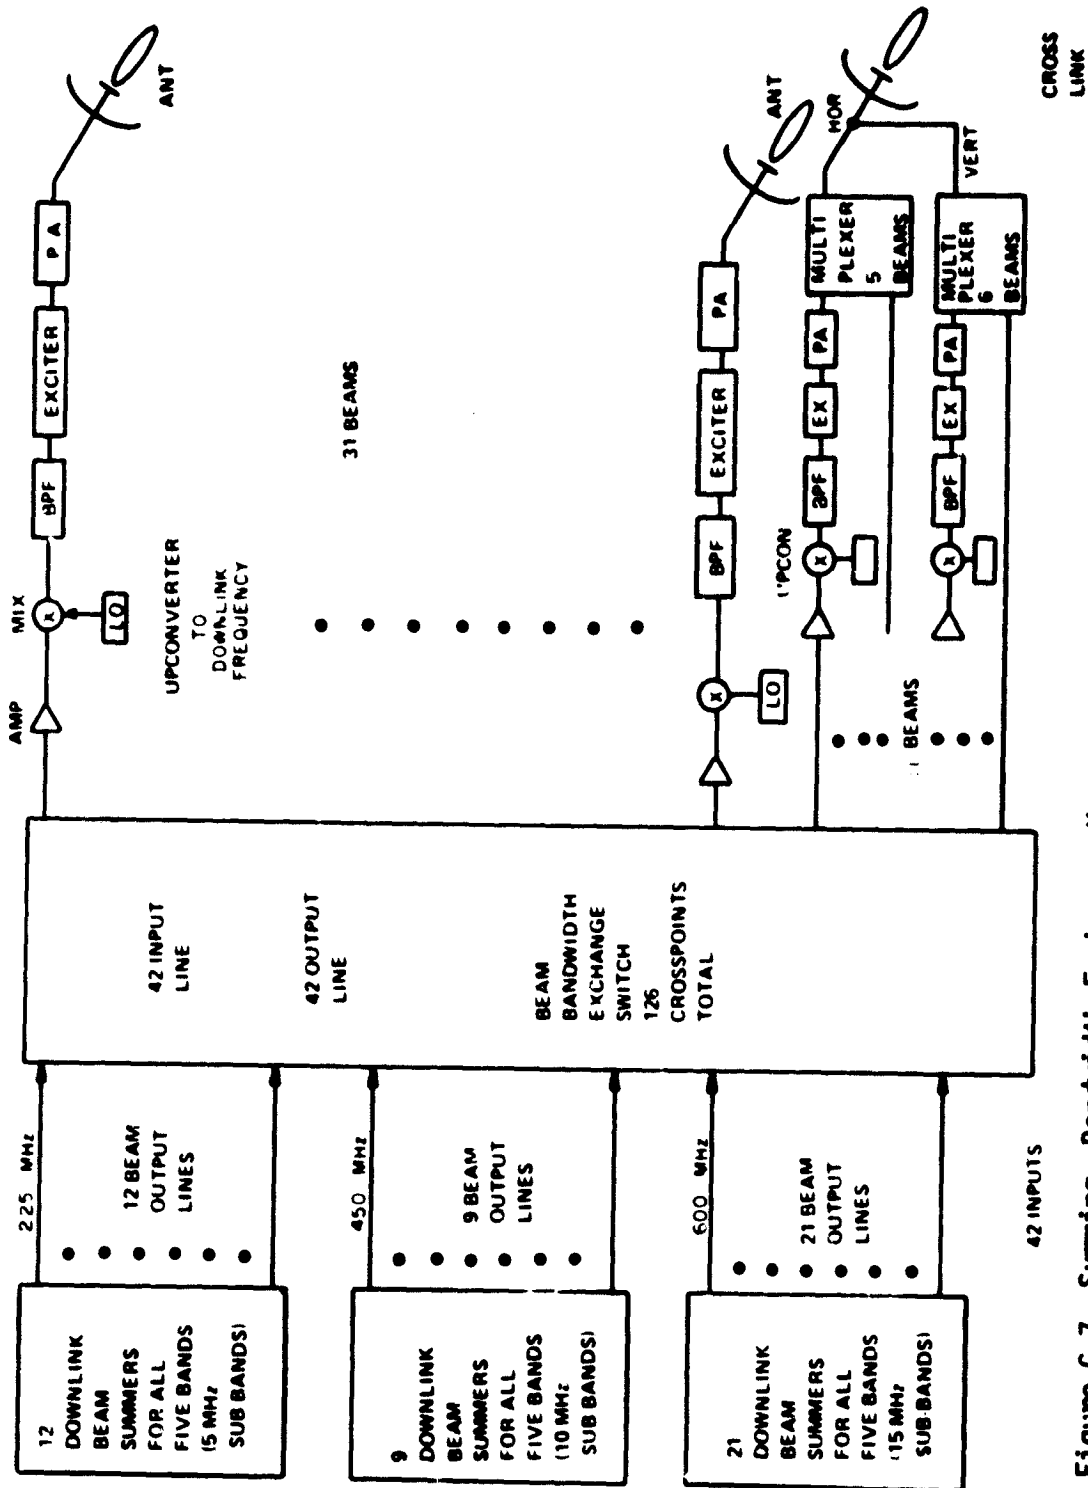 12
DOWNLINK
BEAM
SUMMERS
FOR ALL
FIVE BANDS
(5 MHz
SUB BANDS)
225 MHz
12 BEAM
OUTPUT
LINES
9
DOWNLINK
BEAM
SUMMERS
FOR ALL
FIVE BANDS
(10 MHz
SUB BANDS)
450 MHz
9 BEAM
OUTPUT
LINES
21
DOWNLINK
BEAM
SUMMERS
FOR ALL
FIVE BANDS
(15 MHz
SUB-BANDS)
600 MHz
21 BEAM
OUTPUT
LINES
42 INPUTS
42 INPUT
LINE
42 OUTPUT
LINE
BEAM
BANDWIDTH
EXCHANGE
SWITCH
126
CROSSPOINTS
TOTAL
AMP
MIX
X
LO
BPF
EXCITER
PA
ANT
UPCONVERTER
TO
DOWNLINK
FREQUENCY
31 BEAMS
X
LO
BPF
EXCITER
PA
ANT
UPCON
X
BPF
EX
PA
MULTI
PLEXER
5
BEAMS
HOR
BEAMS
X
BPF
EX
PA
MULTI
PLEXER
6
BEAMS
VERT
CROSS
LINK
Figure C-7 Summing